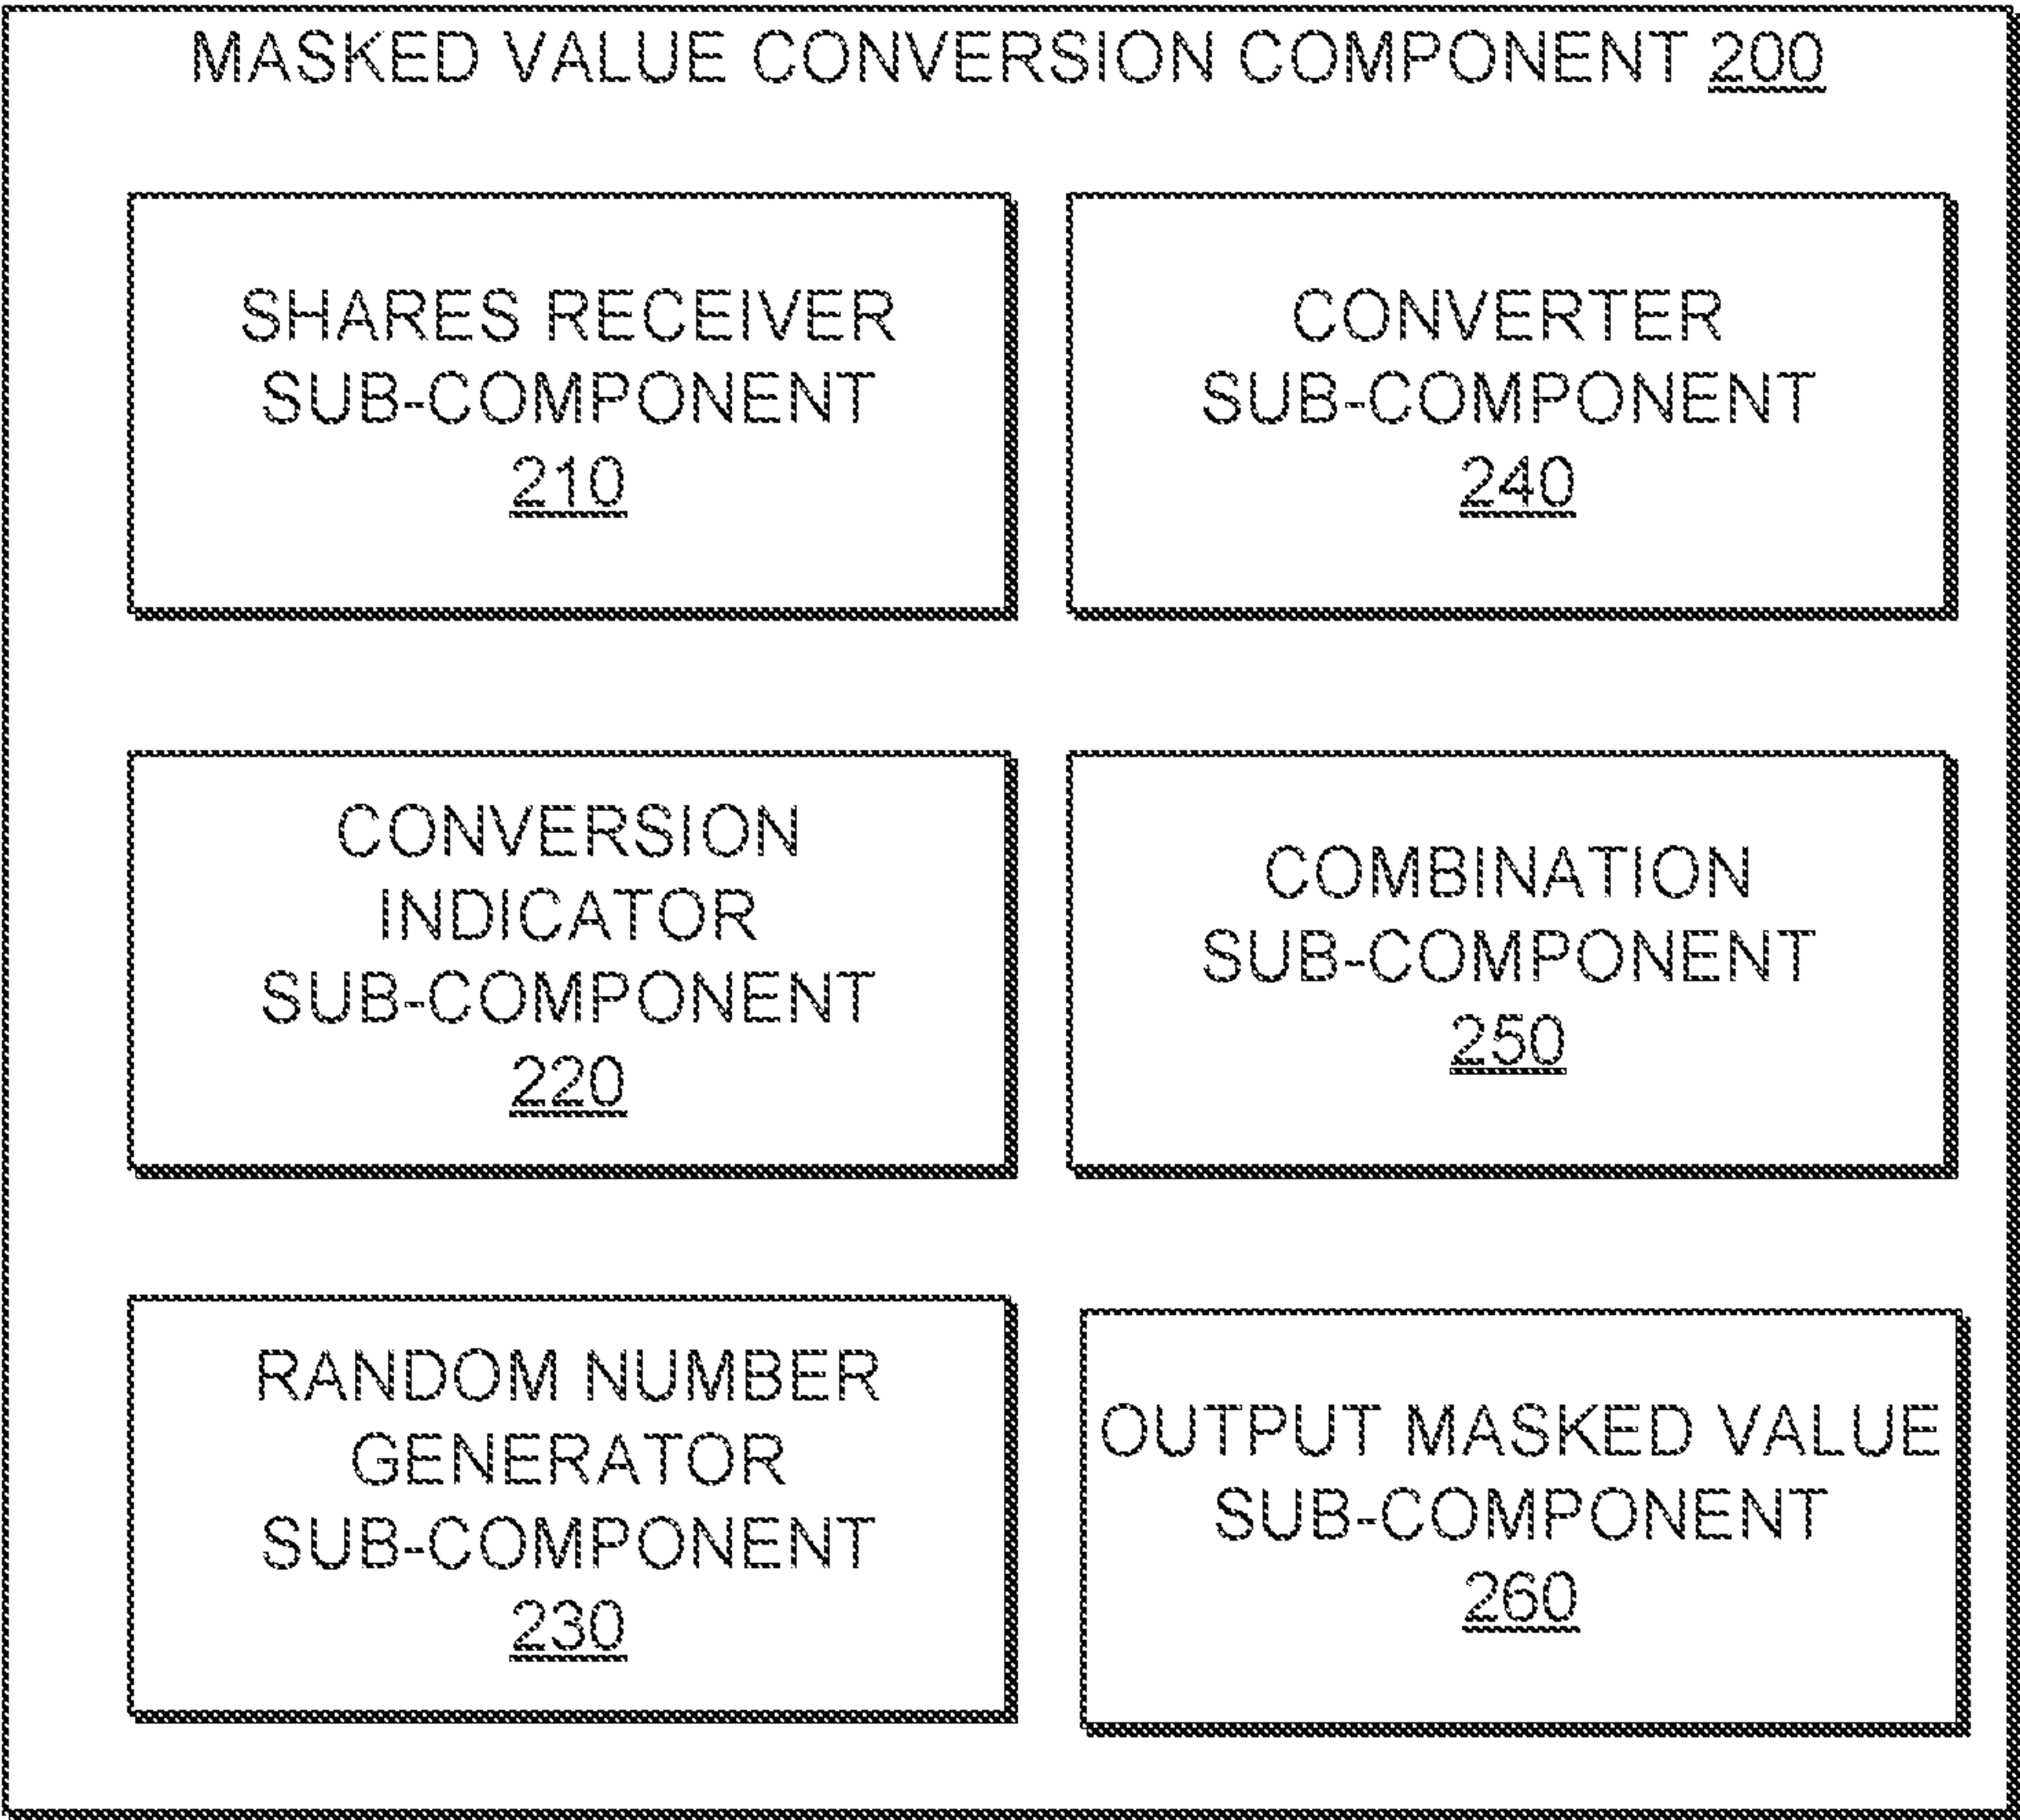 MASKED VALUE CONVERSION COMPONENT 200
SHARES RECEIVER
SUB-COMPONENT
210
CONVERTER
SUB-COMPONENT
240
CONVERSION
INDICATOR
SUB-COMPONENT
220
COMBINATION
SUB-COMPONENT
250
RANDOM NUMBER
GENERATOR
SUB-COMPONENT
230
OUTPUT MASKED VALUE
SUB-COMPONENT
260